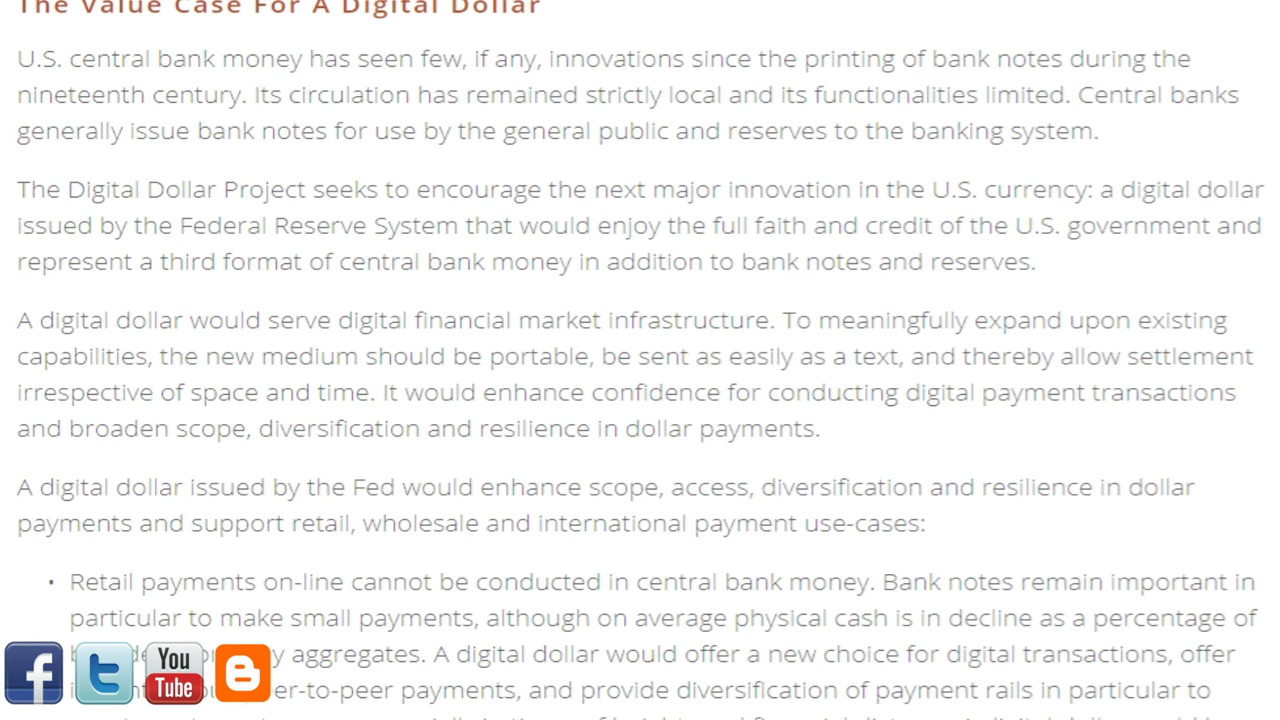 The Value Case For A Digital Dollar
U.S. central bank money has seen few, if any, innovations since the printing of bank notes during the
nineteenth century. Its circulation has remained strictly local and its functionalities limited. Central banks
generally issue bank notes for use by the general public and reserves to the banking system.
The Digital Dollar Project seeks to encourage the next major innovation in the U.S. currency: a digital dollar
issued by the Federal Reserve System that would enjoy the full faith and credit of the U.S. government and
represent a third format of central bank money in addition to bank notes and reserves.
A digital dollar would serve digital financial market infrastructure. To meaningfully expand upon existing
capabilities, the new medium should be portable, be sent as easily as a text, and thereby allow settlement
irrespective of space and time. It would enhance confidence for conducting digital payment transactions
and broaden scope, diversification and resilience in dollar payments.
A digital dollar issued by the Fed would enhance scope, access, diversification and resilience in dollar
payments and support retail, wholesale and international payment use-cases:
• Retail payments on-line cannot be conducted in central bank money. Bank notes remain important in
particular to make small payments, although on average physical cash is in decline as a percentage of
aggregates. A digital dollar would offer a new choice for digital transactions, offer
er-to-peer payments, and provide diversification of payment rails in particular to
You
Tube